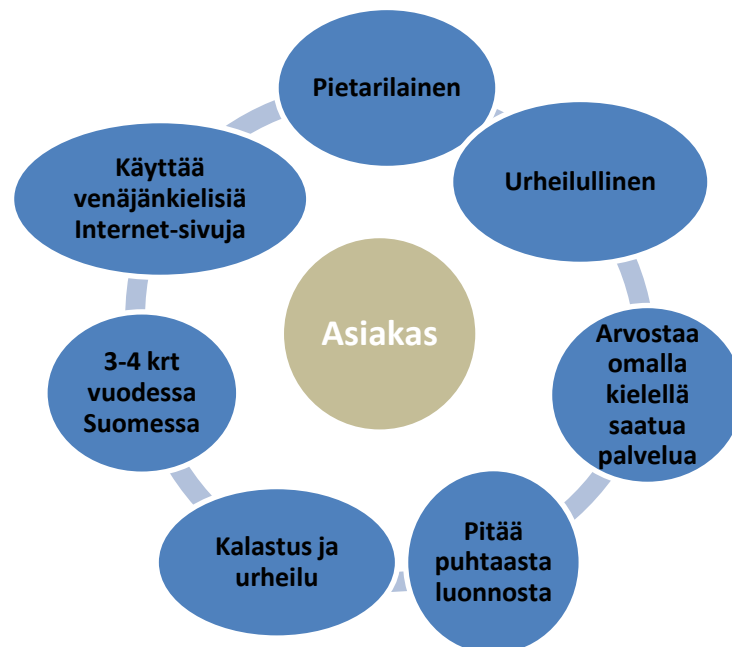 Pietarilainen
Urheilullinen
Arvostaa
omalla
kielellä
saatua
palvelua
Pitää
puhtaasta
luonnosta
Kalastus ja
urheilu
3-4 krt
vuodessa
Suomessa
Käyttää
venäjänkielisiä
Internet-sivuja
Asiakas